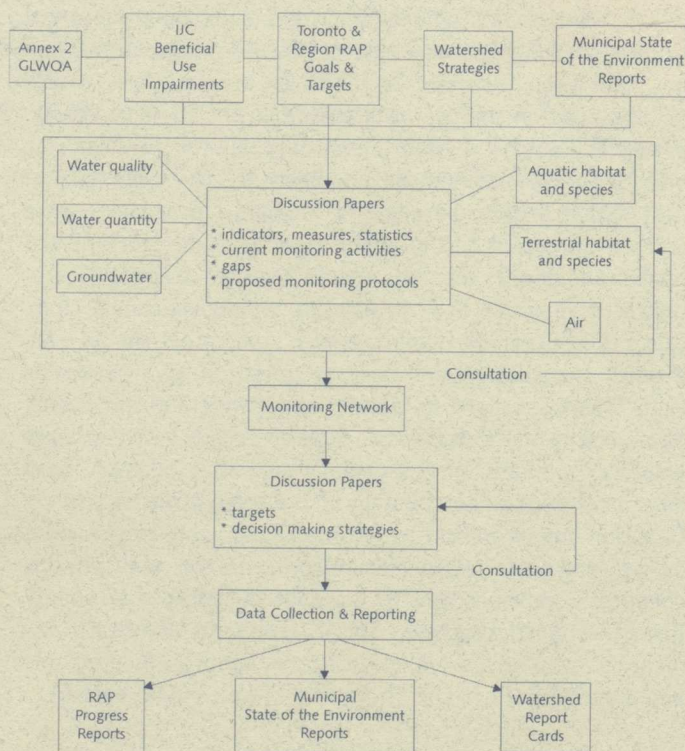 Annex 2
GLWQA
IJC
Beneficial
Use
Impairments
Toronto &
Region RAP
Goals &
Targets
Watershed
Strategies
Municipal State
of the Environment
Reports
Water quality
Water quantity
Groundwater
Discussion Papers
* indicators, measures, statistics
* current monitoring activities
* gaps
* proposed monitoring protocols
Aquatic habitat
and species
Terrestrial habitat
and species
Air
Consultation
Monitoring Network
Discussion Papers
* targets
* decision making strategies
Consultation
Data Collection & Reporting
RAP
Progress
Reports
Municipal
State of the Environment
Reports
Watershed
Report
Cards